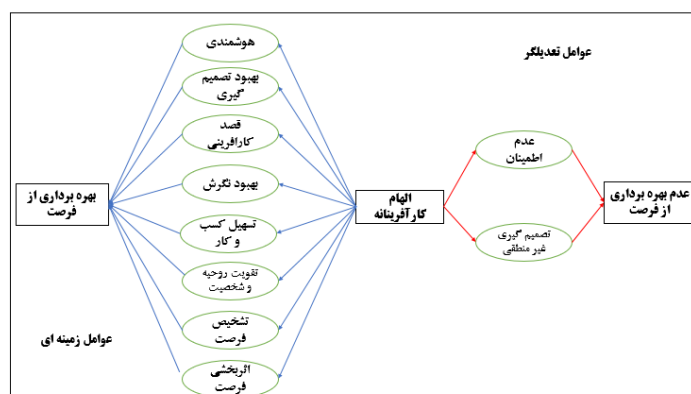 عوامل تعدیلگر
هوشمندی
بهبود تصمیم
گیری
قصد
کارافرینی
بهبود نگرش
تسهیل کسب
و کار
تقویت روحیه
و شخصیت
تشخیص
فرصت
اثربخشی
فرصت
الهام
کارآفرینانه
عدم
اطمینان
تصمیم گیری
غیر منطقی
عدم بهره برداری
از فرصت
بهره برداری از
فرصت
عوامل زمینه ای